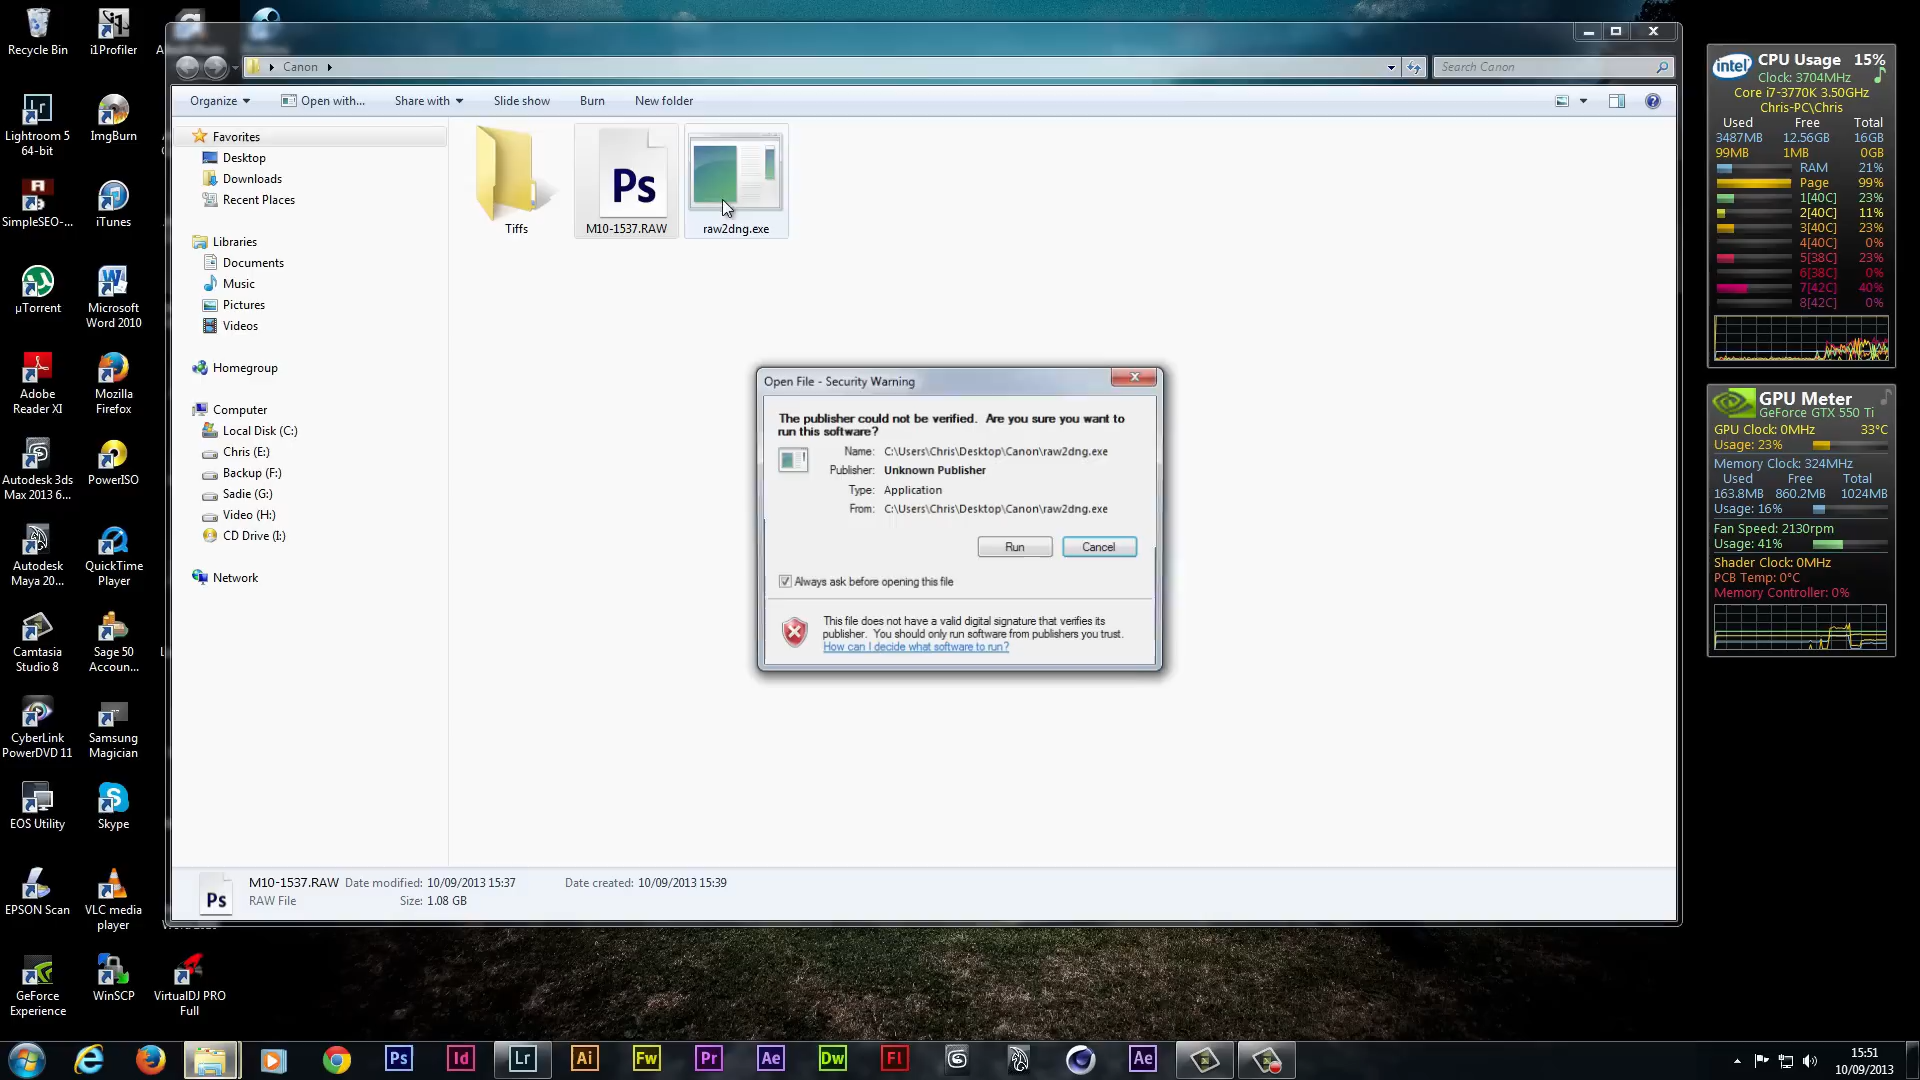 Recycle Bin
i1Profiler
Lightroom 5
64-bit
ImgBurn
SimpleSEO-...
iTunes
µTorrent
Microsoft
Word 2010
Adobe
Reader XI
Mozilla
Firefox
Autodesk 3ds
Max 2013 6...
PowerISO
Autodesk
Maya 20...
QuickTime
Player
Camtasia
Studio 8
Sage 50
Accoun...
CyberLink
PowerDVD 11
Samsung
Magician
EOS Utility
Skype
EPSON Scan
VLC media
player
GeForce
Experience
WinSCP
VirtualDJ PRO
Full
Canon
Search Canon
Organize
Open with...
Share with
Slide show
Burn
New folder
Favorites
Desktop
Downloads
Recent Places
Libraries
Documents
Music
Pictures
Videos
Homegroup
Computer
Local Disk (C:)
Chris (E:)
Backup (F:)
Sadie (G:)
Video (H:)
CD Drive (I:)
Network
Ps
Tiffs
M10-1537.RAW
raw2dng.exe
Open File - Security Warning
The publisher could not be verified. Are you sure you want to
run this software?
Name: C:\Users\Chris\Desktop\Canon\raw2dng.exe
Publisher: Unknown Publisher
Type: Application
From: C:\Users\Chris\Desktop\Canon\raw2dng.exe
Run
Cancel
Always ask before opening this file
This file does not have a valid digital signature that verifies its
publisher. You should only run software from publishers you trust.
How can I decide what software to run?
Ps
M10-1537.RAW Date modified: 10/09/2013 15:37 Date created: 10/09/2013 15:39
RAW File Size: 1.08 GB
intel CPU Usage 15%
Clock: 3704MHz
Core i7-3770K 3.50GHz
Chris-PC\Chris
Used Free Total
3487MB 12.56GB 16GB
99MB 1MB 0GB
RAM 21%
Page 99%
1[40C] 23%
2[40C] 11%
3[40C] 23%
4[40C] 0%
5[38C] 23%
6[38C] 0%
7[42C] 40%
8[42C] 0%
GPU Meter
GeForce GTX 550 Ti
GPU Clock: 0MHz 33°C
Usage: 23%
Memory Clock: 324MHz
Used Free Total
163.8MB 860.2MB 1024MB
Usage: 16%
Fan Speed: 2130rpm
Usage: 41%
Shader Clock: 0MHz
PCB Temp: 0°C
Memory Controller: 0%
Ps Id Lr Ai Fw Pr Ae Dw Fl Ae
15:51
10/09/2013